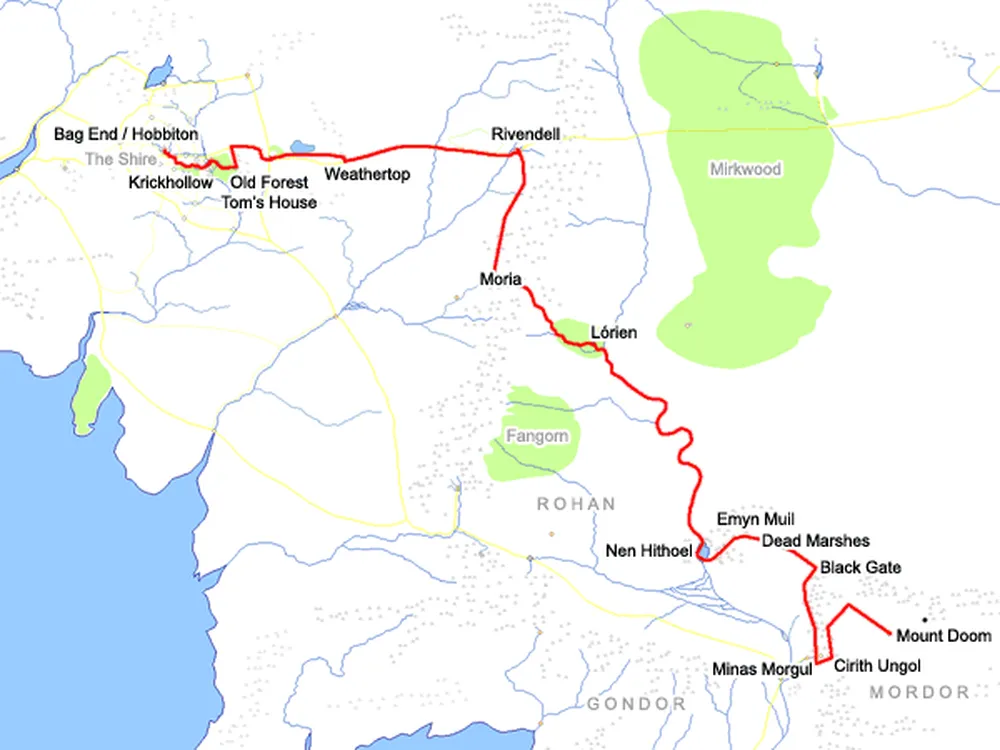 Bag End / Hobbiton
Rivendell
The Shire
Mirkwood
Weathertop
Krickhollow
Old Forest
Tom's House
Moria
Lórien
Fangorn
ROHAN
Emyn Muil
Dead Marshes
Nen Hithoel
Black Gate
Mount Doom
Minas Morgul
Cirith Ungol
MORDOR
GONDOR